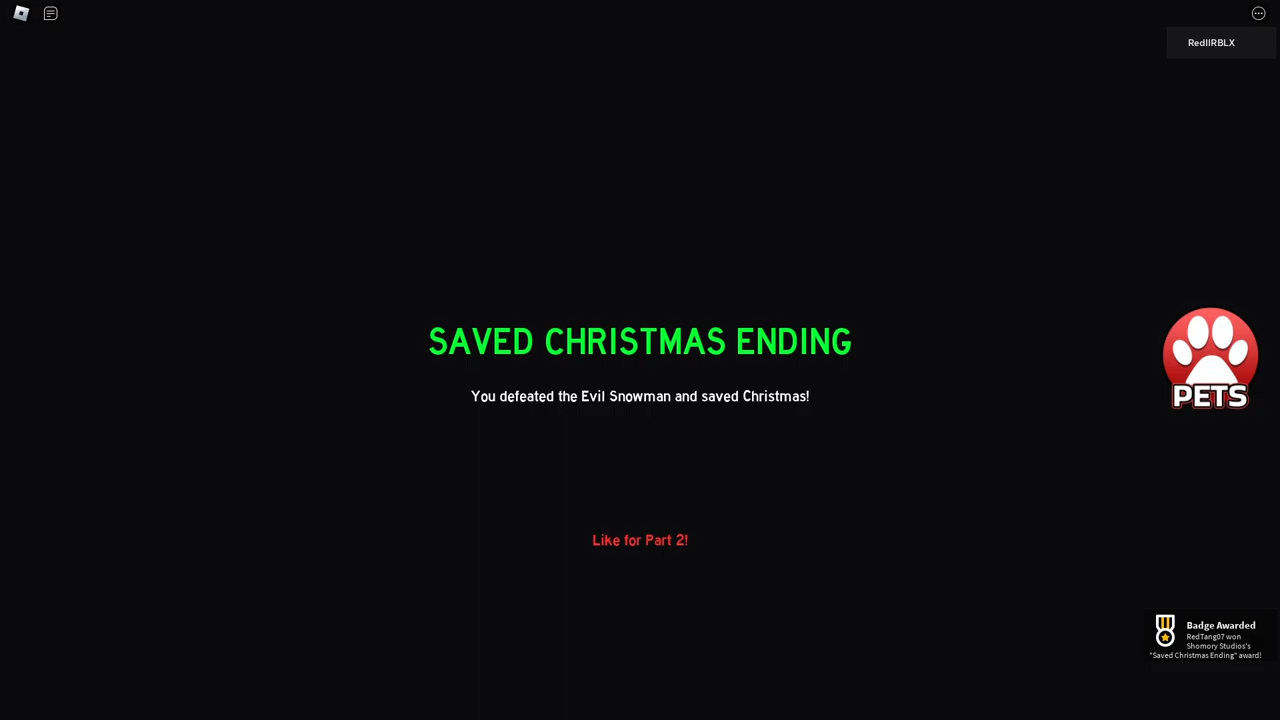 RedIIRBLX
SAVED CHRISTMAS ENDING
You defeated the Evil Snowman and saved Christmas!
PETS
Like for Part 2!
Badge Awarded
RedTang07 won
Shomory Studios's
"Saved Christmas Ending" award!